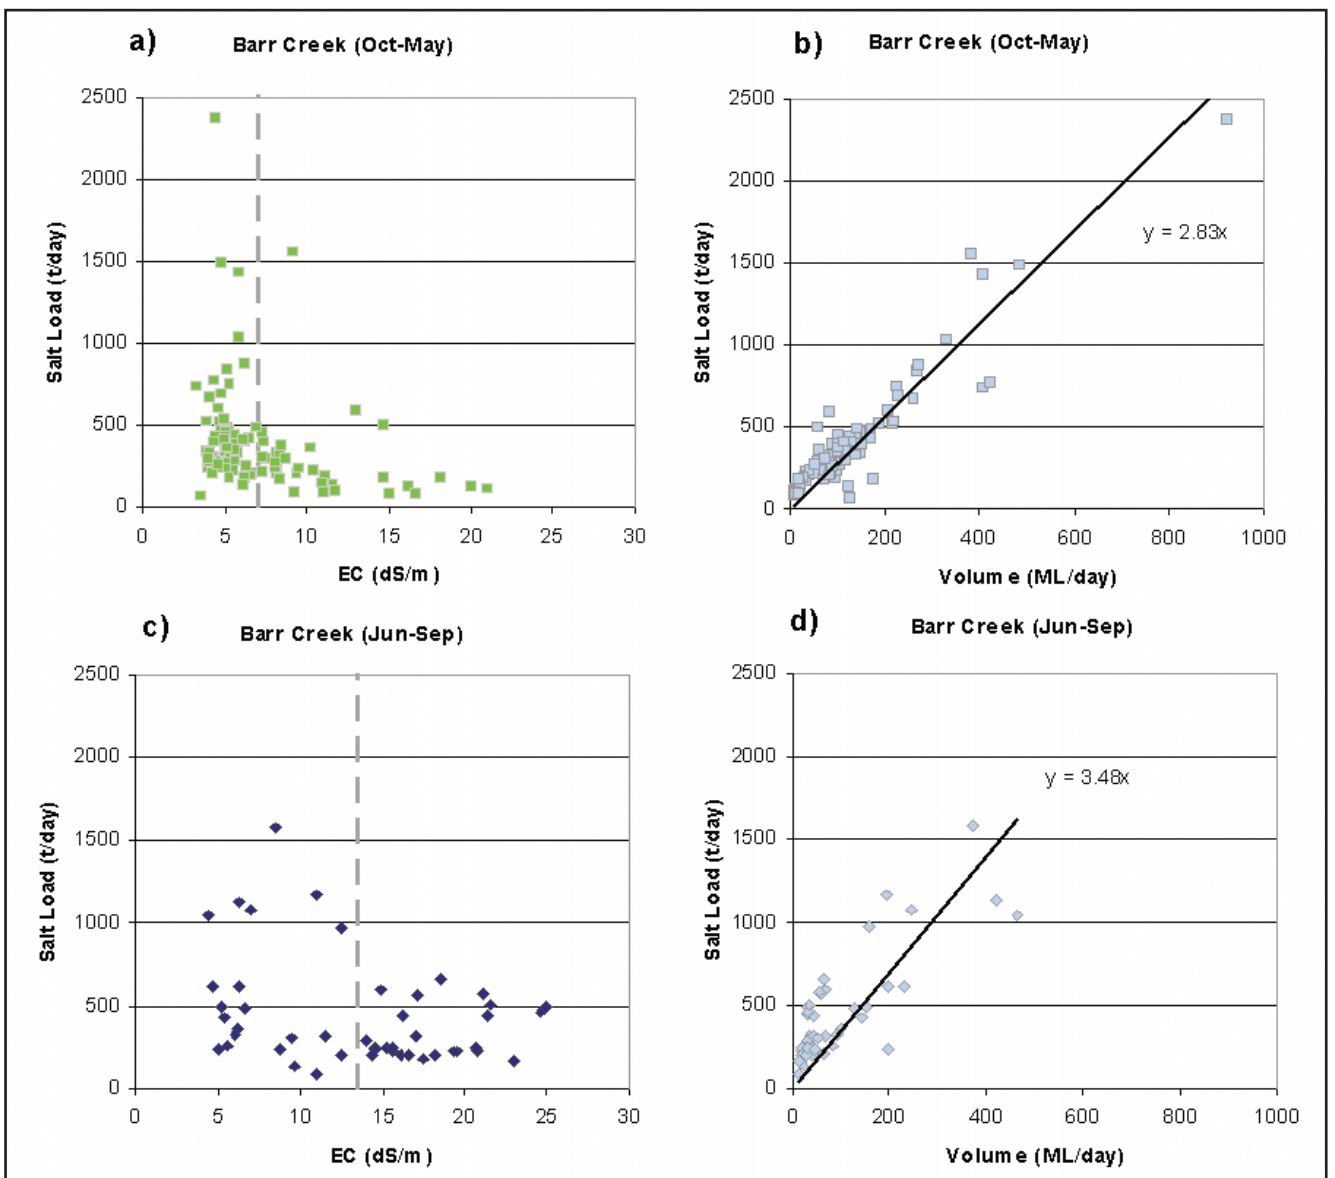 a)
Barr Creek (Oct-May)
Salt Load (t/day)
2500
2000
1500
1000
500
0
0 5 10 15 20 25 30
EC (dS/m)
b)
Barr Creek (Oct-May)
Salt Load (t/day)
2500
2000
1500
1000
500
0
y = 2.83x
0 200 400 600 800 1000
Volume (ML/day)
c)
Barr Creek (Jun-Sep)
Salt Load (t/day)
2500
2000
1500
1000
500
0
0 5 10 15 20 25 30
EC (dS/m)
d)
Barr Creek (Jun-Sep)
Salt Load (t/day)
2500
2000
1500
1000
500
0
y = 3.48x
0 200 400 600 800 1000
Volume (ML/day)